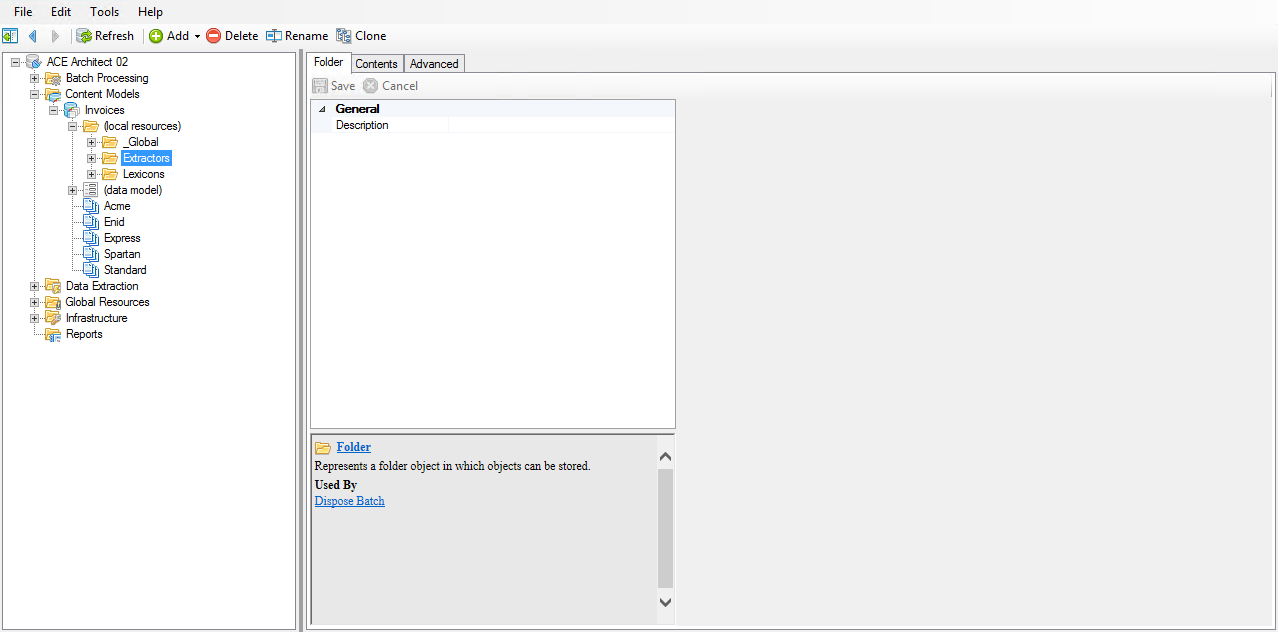 File Edit Tools Help
Refresh Add Delete Rename Clone
ACE Architect 02
Batch Processing
Content Models
Invoices
(local resources)
_Global
Extractors
Lexicons
(data model)
Acme
Enid
Express
Spartan
Standard
Data Extraction
Global Resources
Infrastructure
Reports
Folder Contents Advanced
Save Cancel
General
Description
Folder
Represents a folder object in which objects can be stored.
Used By
Dispose Batch